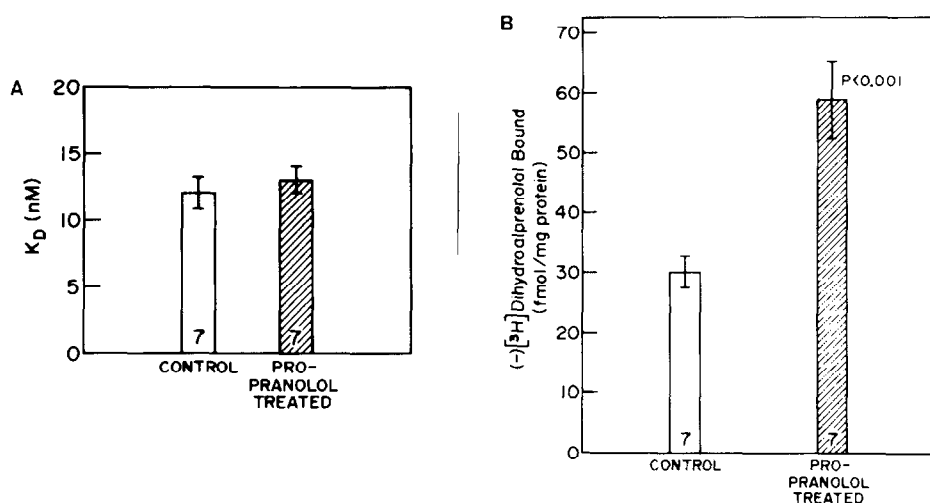 A
20
15
10
5
0
K_D (nM)
7
7
CONTROL
PRO-
PRANOLOL
TREATED
B
70
60
50
40
30
20
10
0
(-)[³H]Dihydroalprenolol Bound
(fmol/mg protein)
P<0.001
7
7
CONTROL
PRO-
PRANOLOL
TREATED